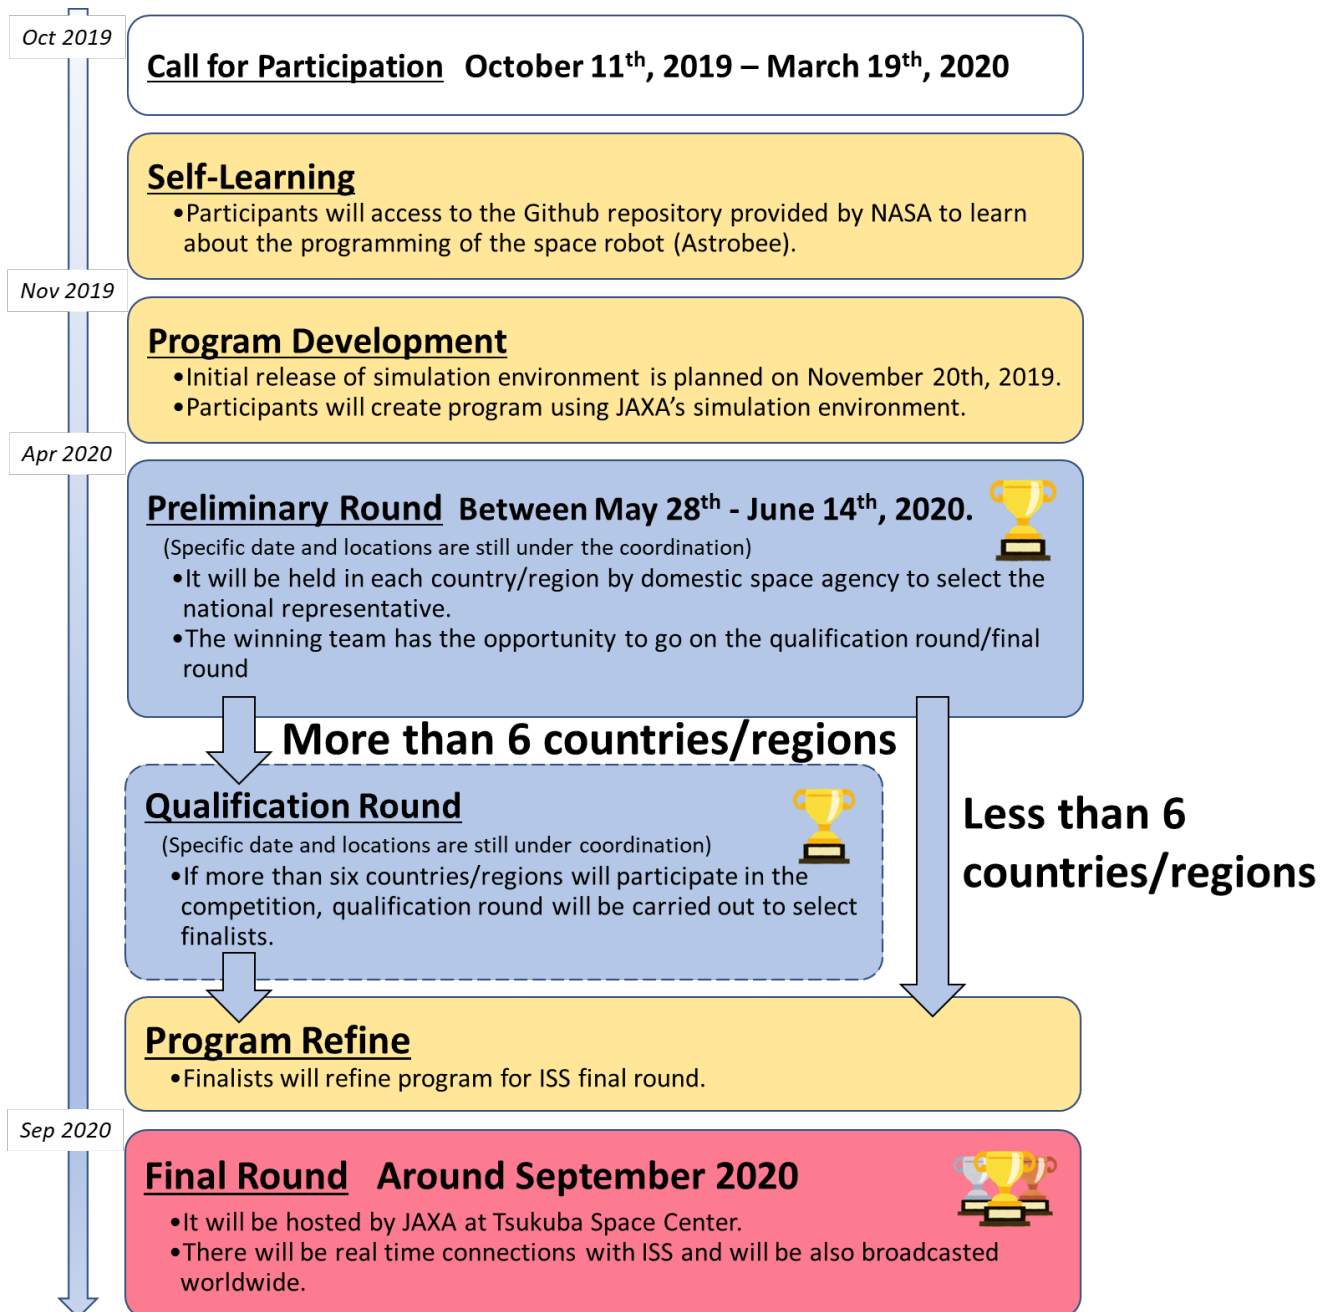 Oct 2019
Call for Participation October 11th, 2019 – March 19th, 2020
Self-Learning
•Participants will access to the Github repository provided by NASA to learn
about the programming of the space robot (Astrobee).
Nov 2019
Program Development
•Initial release of simulation environment is planned on November 20th, 2019.
•Participants will create program using JAXA’s simulation environment.
Apr 2020
Preliminary Round Between May 28th - June 14th, 2020.
(Specific date and locations are still under the coordination)
•It will be held in each country/region by domestic space agency to select the
national representative.
•The winning team has the opportunity to go on the qualification round/final
round
More than 6 countries/regions
Less than 6
countries/regions
Qualification Round
(Specific date and locations are still under coordination)
•If more than six countries/regions will participate in the
competition, qualification round will be carried out to select
finalists.
Program Refine
•Finalists will refine program for ISS final round.
Sep 2020
Final Round Around September 2020
•It will be hosted by JAXA at Tsukuba Space Center.
•There will be real time connections with ISS and will be also broadcasted
worldwide.